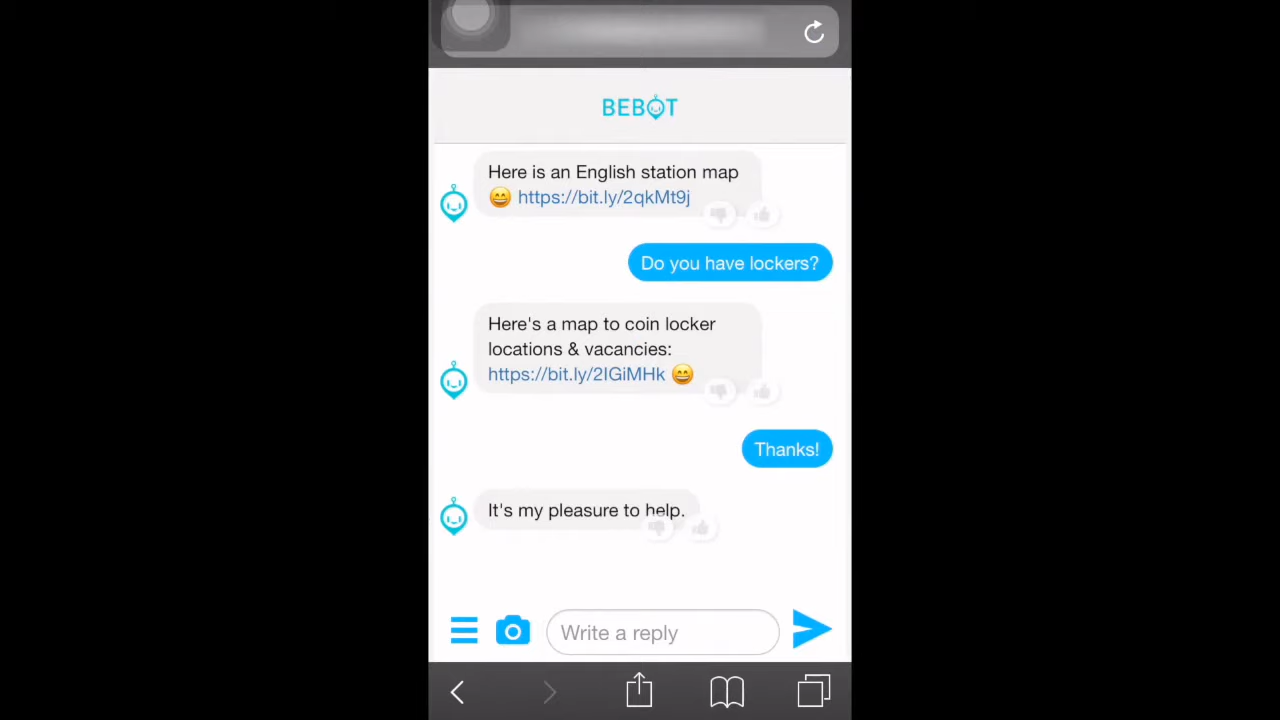 BEBOT
Here is an English station map
😄 https://bit.ly/2qkMt9j
Do you have lockers?
Here's a map to coin locker
locations & vacancies:
https://bit.ly/2IGiMHk 😄
Thanks!
It's my pleasure to help.
Write a reply